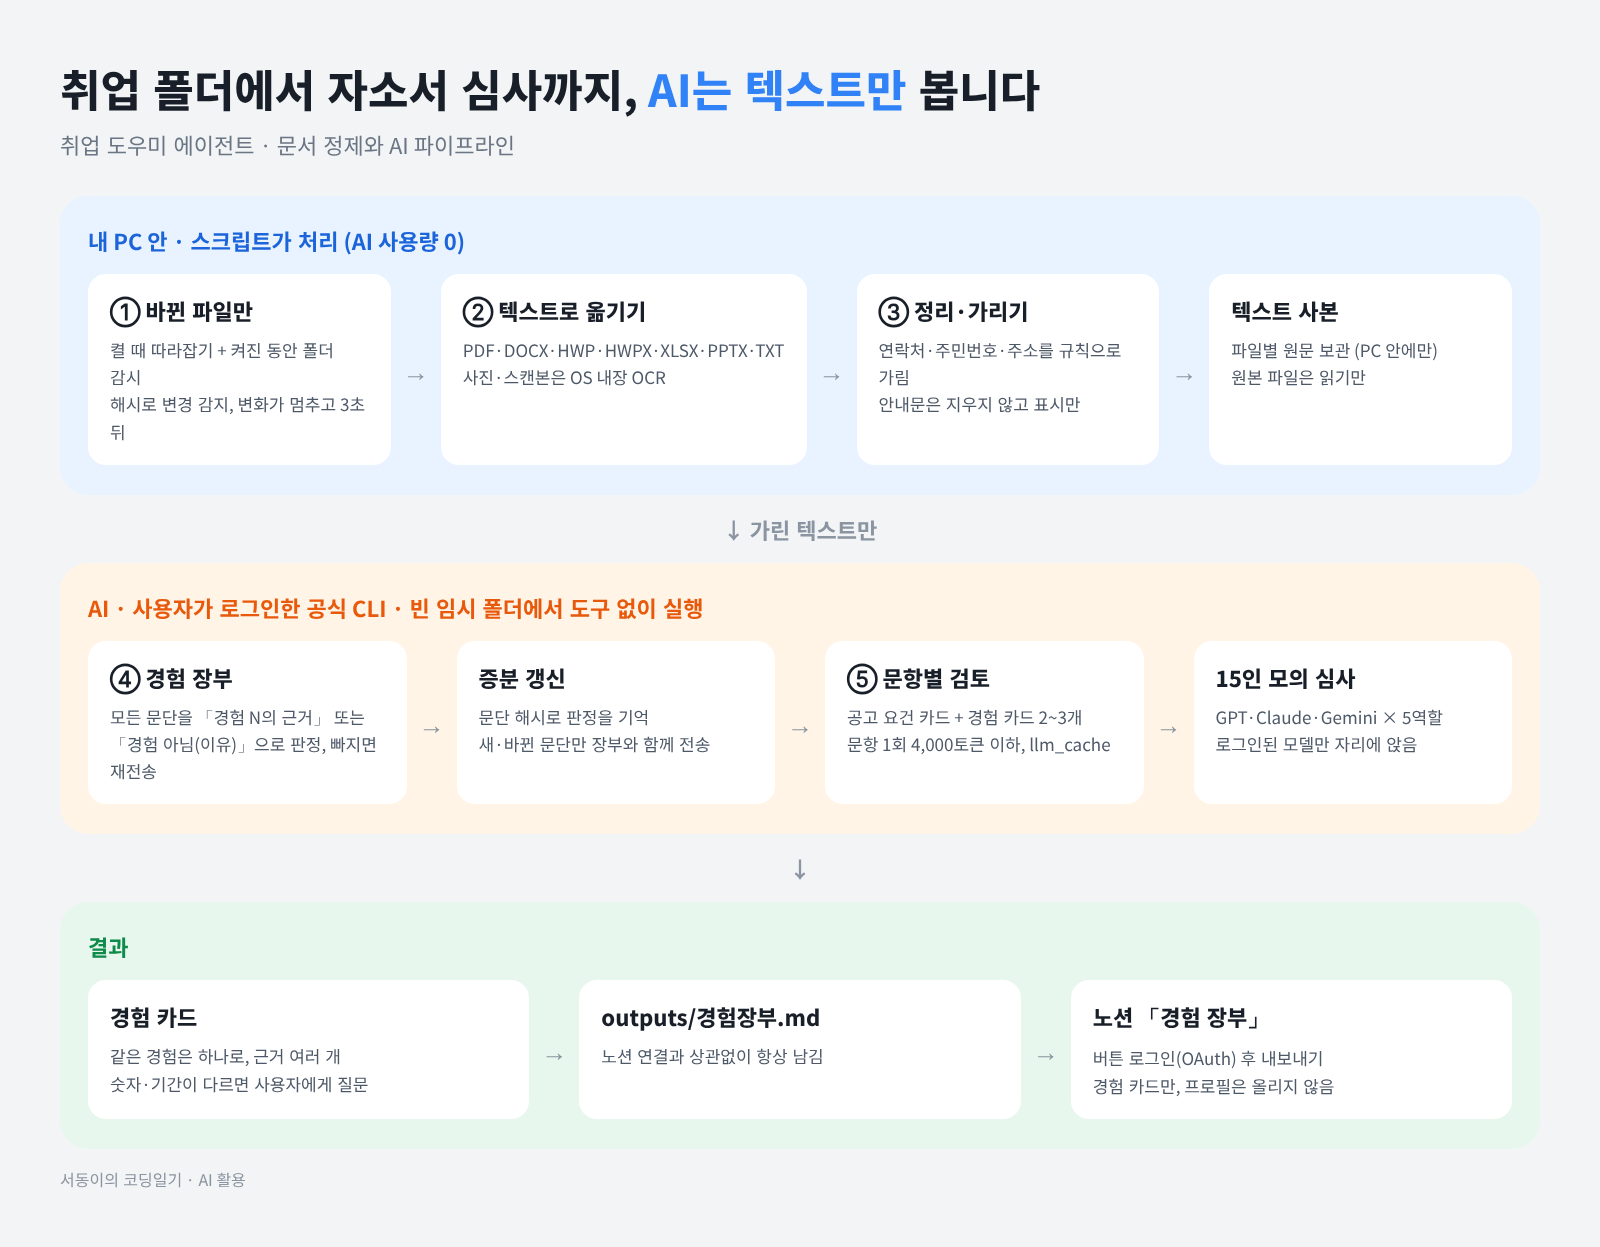 취업 폴더에서 자소서 심사까지, AI는 텍스트만 봅니다
취업 도우미 에이전트 · 문서 정제와 AI 파이프라인
내 PC 안 · 스크립트가 처리 (AI 사용량 0)
① 바뀐 파일만
켤 때 따라잡기 + 켜진 동안 폴더
감시
해시로 변경 감지, 변화가 멈추고 3초
뒤
→
② 텍스트로 옮기기
PDF·DOCX·HWP·HWPX·XLSX·PPTX·TXT
사진·스캔본은 OS 내장 OCR
→
③ 정리·가리기
연락처·주민번호·주소를 규칙으로
가림
안내문은 지우지 않고 표시만
→
텍스트 사본
파일별 원문 보관 (PC 안에만)
원본 파일은 읽기만
↓ 가린 텍스트만
AI · 사용자가 로그인한 공식 CLI · 빈 임시 폴더에서 도구 없이 실행
④ 경험 장부
모든 문단을 「경험 N의 근거」 또는
「경험 아님(이유)」으로 판정, 빠지면
재전송
→
증분 갱신
문단 해시로 판정을 기억
새·바뀐 문단만 장부와 함께 전송
→
⑤ 문항별 검토
공고 요건 카드 + 경험 카드 2~3개
문항 1회 4,000토큰 이하, llm_cache
→
15인 모의 심사
GPT·Claude·Gemini × 5역할
로그인된 모델만 자리에 앉음
↓
결과
경험 카드
같은 경험은 하나로, 근거 여러 개
숫자·기간이 다르면 사용자에게 질문
→
outputs/경험장부.md
노션 연결과 상관없이 항상 남김
→
노션 「경험 장부」
버튼 로그인(OAuth) 후 내보내기
경험 카드만, 프로필은 올리지 않음
서동이의 코딩일기 · AI 활용